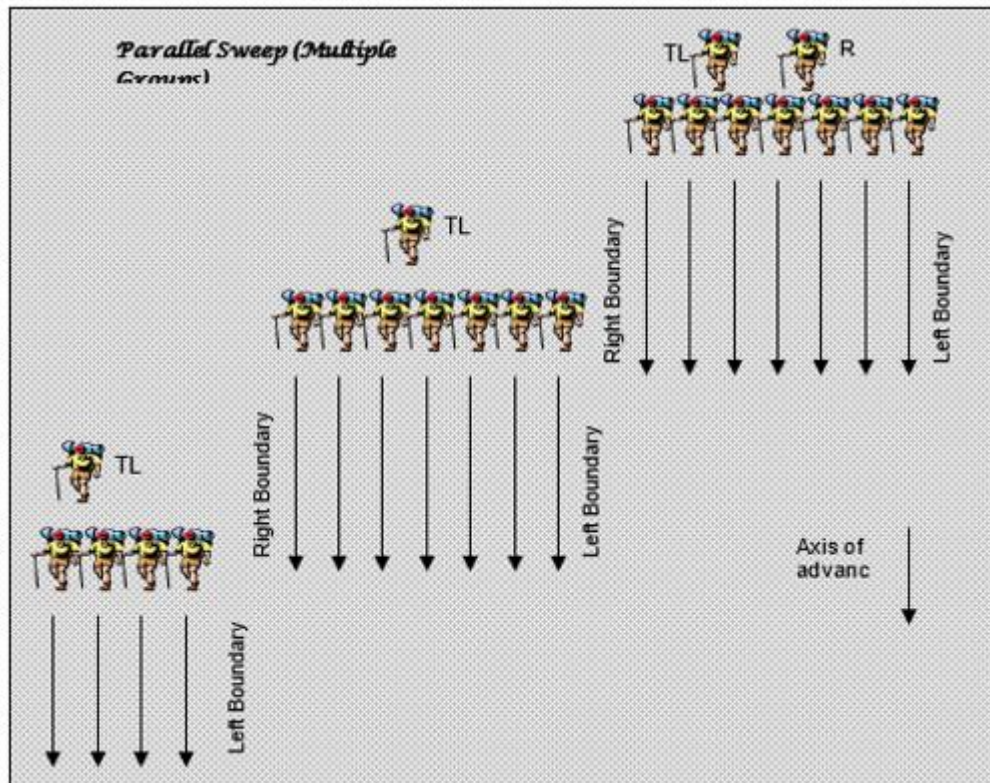 Parallel Sweep (Multiple
Groups)
TL
R
Right Boundary
Left Boundary
TL
Right Boundary
Left Boundary
TL
Left Boundary
Axis of
advanc